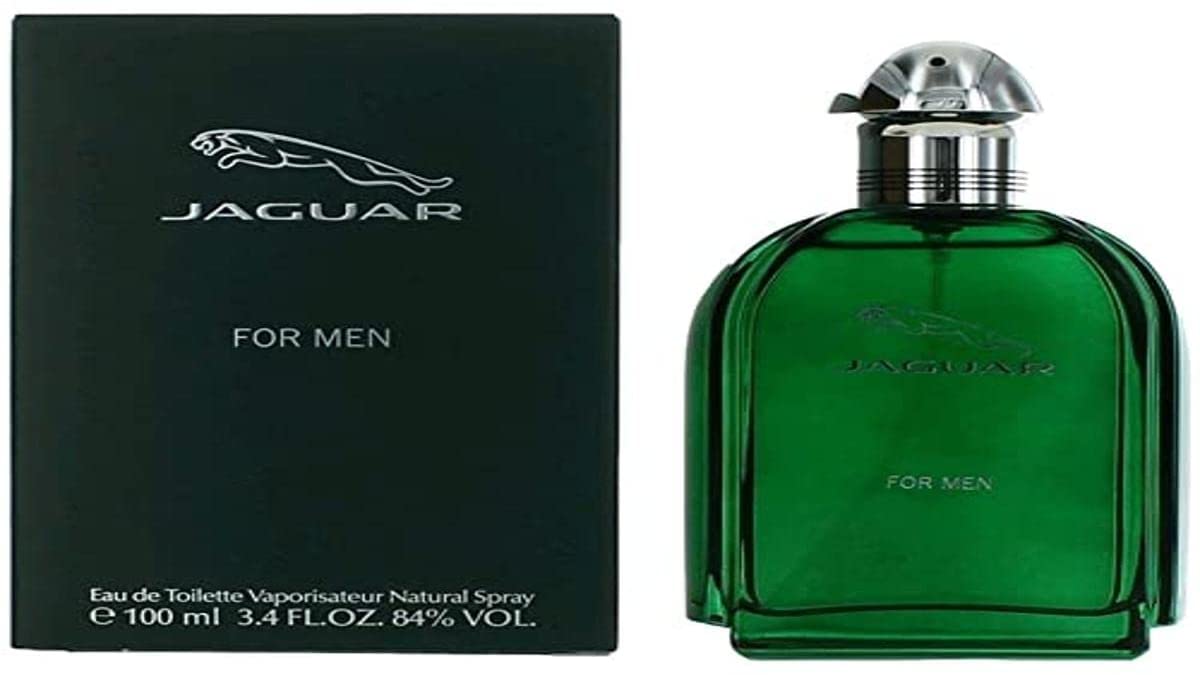 JAGUAR
FOR MEN
Eau de Toilette Vaporisateur Natural Spray
℮ 100 ml 3.4 FL.OZ. 84% VOL.
JAGUAR
FOR MEN